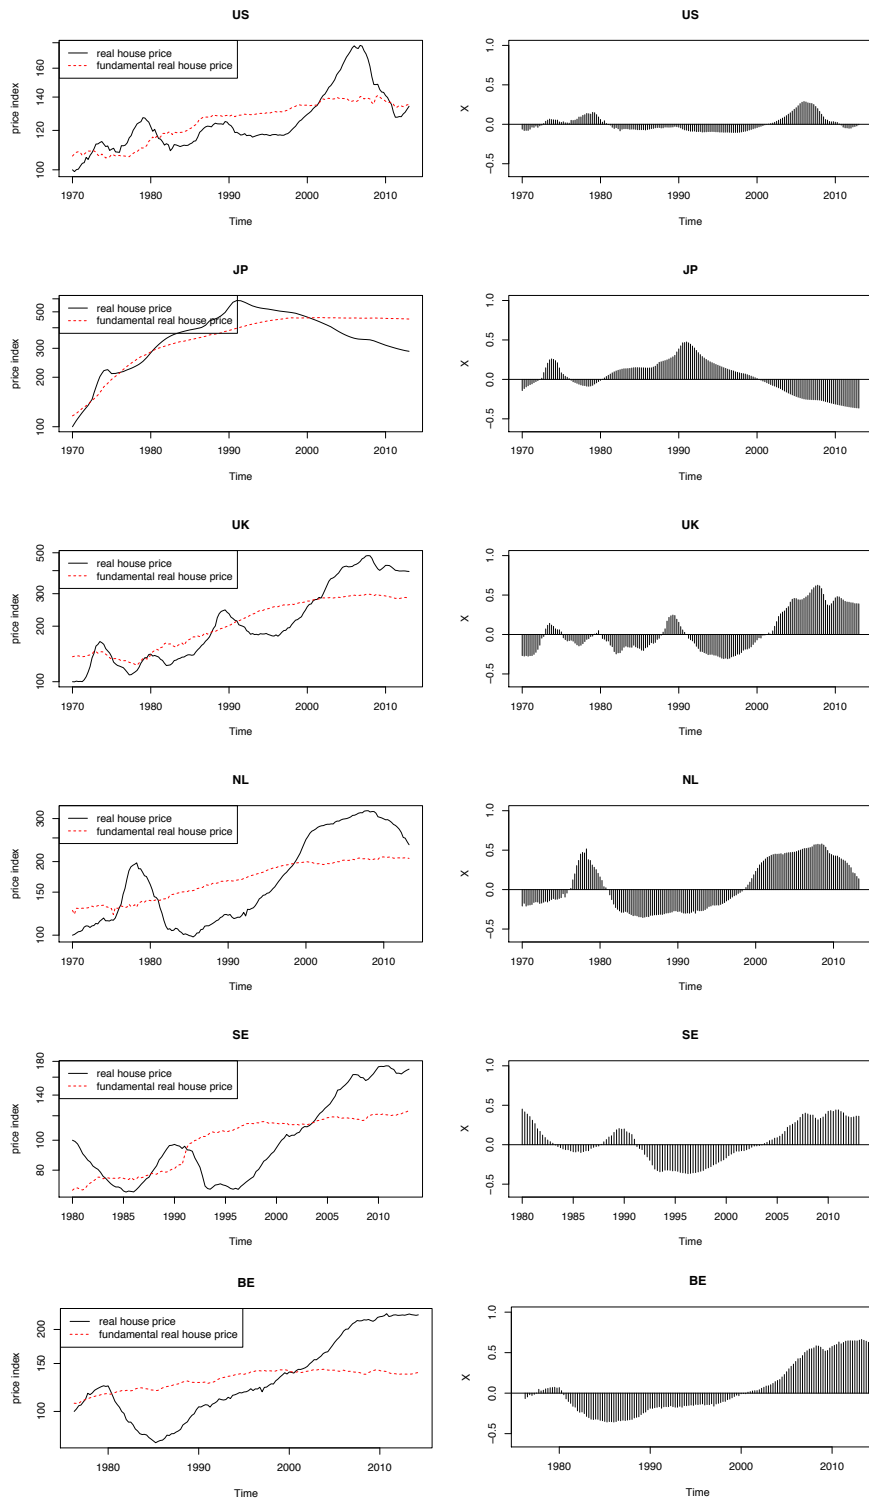 US
real house price
fundamental real house price
price index
100
120
140
160
1970
1980
1990
2000
2010
Time
US
X
−0.5
0.0
0.5
1.0
1970
1980
1990
2000
2010
Time
JP
real house price
fundamental real house price
price index
100
200
300
500
1970
1980
1990
2000
2010
Time
JP
X
−0.5
0.0
0.5
1.0
1970
1980
1990
2000
2010
Time
UK
real house price
fundamental real house price
price index
100
200
300
500
1970
1980
1990
2000
2010
Time
UK
X
−0.5
0.0
0.5
1.0
1970
1980
1990
2000
2010
Time
NL
real house price
fundamental real house price
price index
100
150
200
300
1970
1980
1990
2000
2010
Time
NL
X
−0.5
0.0
0.5
1.0
1970
1980
1990
2000
2010
Time
SE
real house price
fundamental real house price
price index
80
100
140
180
1980
1985
1990
1995
2000
2005
2010
Time
SE
X
−0.5
0.0
0.5
1.0
1980
1985
1990
1995
2000
2005
2010
Time
BE
real house price
fundamental real house price
price index
100
150
200
1980
1990
2000
2010
Time
BE
X
−0.5
0.0
0.5
1.0
1980
1990
2000
2010
Time